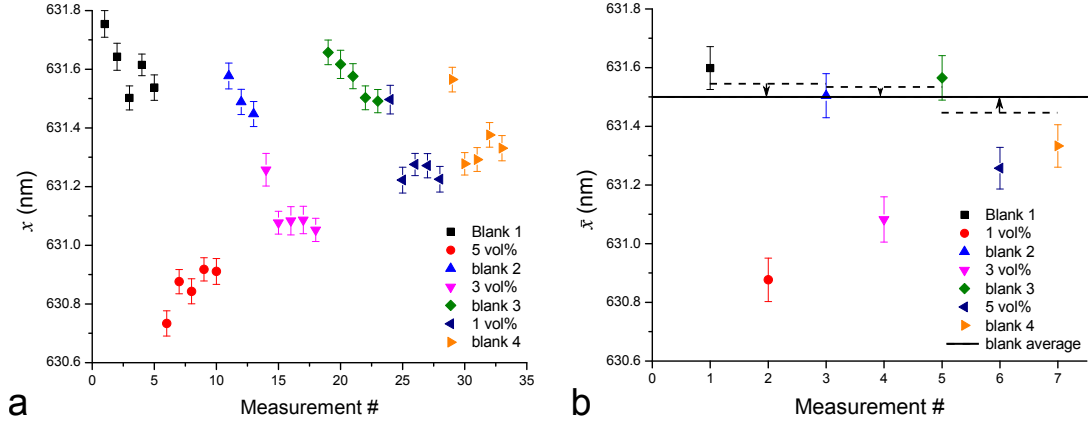 631.8
631.6
631.4
631.2
631.0
630.8
630.6
x (nm)
0 5 10 15 20 25 30 35
Measurement #
Blank 1
5 vol%
blank 2
3 vol%
blank 3
1 vol%
blank 4
a
631.8
631.6
631.4
631.2
631.0
630.8
630.6
x̄ (nm)
0 1 2 3 4 5 6 7
Measurement #
Blank 1
1 vol%
blank 2
3 vol%
blank 3
5 vol%
blank 4
blank average
b